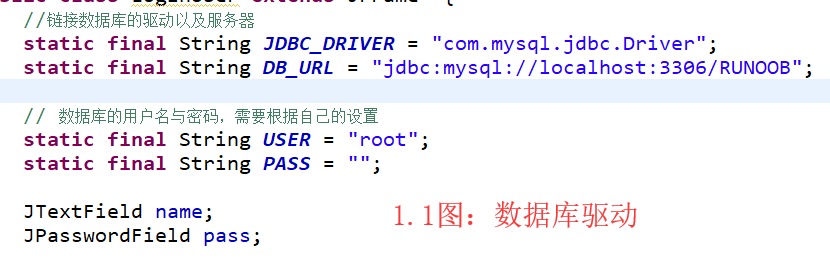 //链接数据库的驱动以及服务器
static final String JDBC_DRIVER = "com.mysql.jdbc.Driver";
static final String DB_URL = "jdbc:mysql://localhost:3306/RUNOOB";
// 数据库的用户名与密码，需要根据自己的设置
static final String USER = "root";
static final String PASS = "";
JTextField name;
JPasswordField pass;
1.1图：数据库驱动